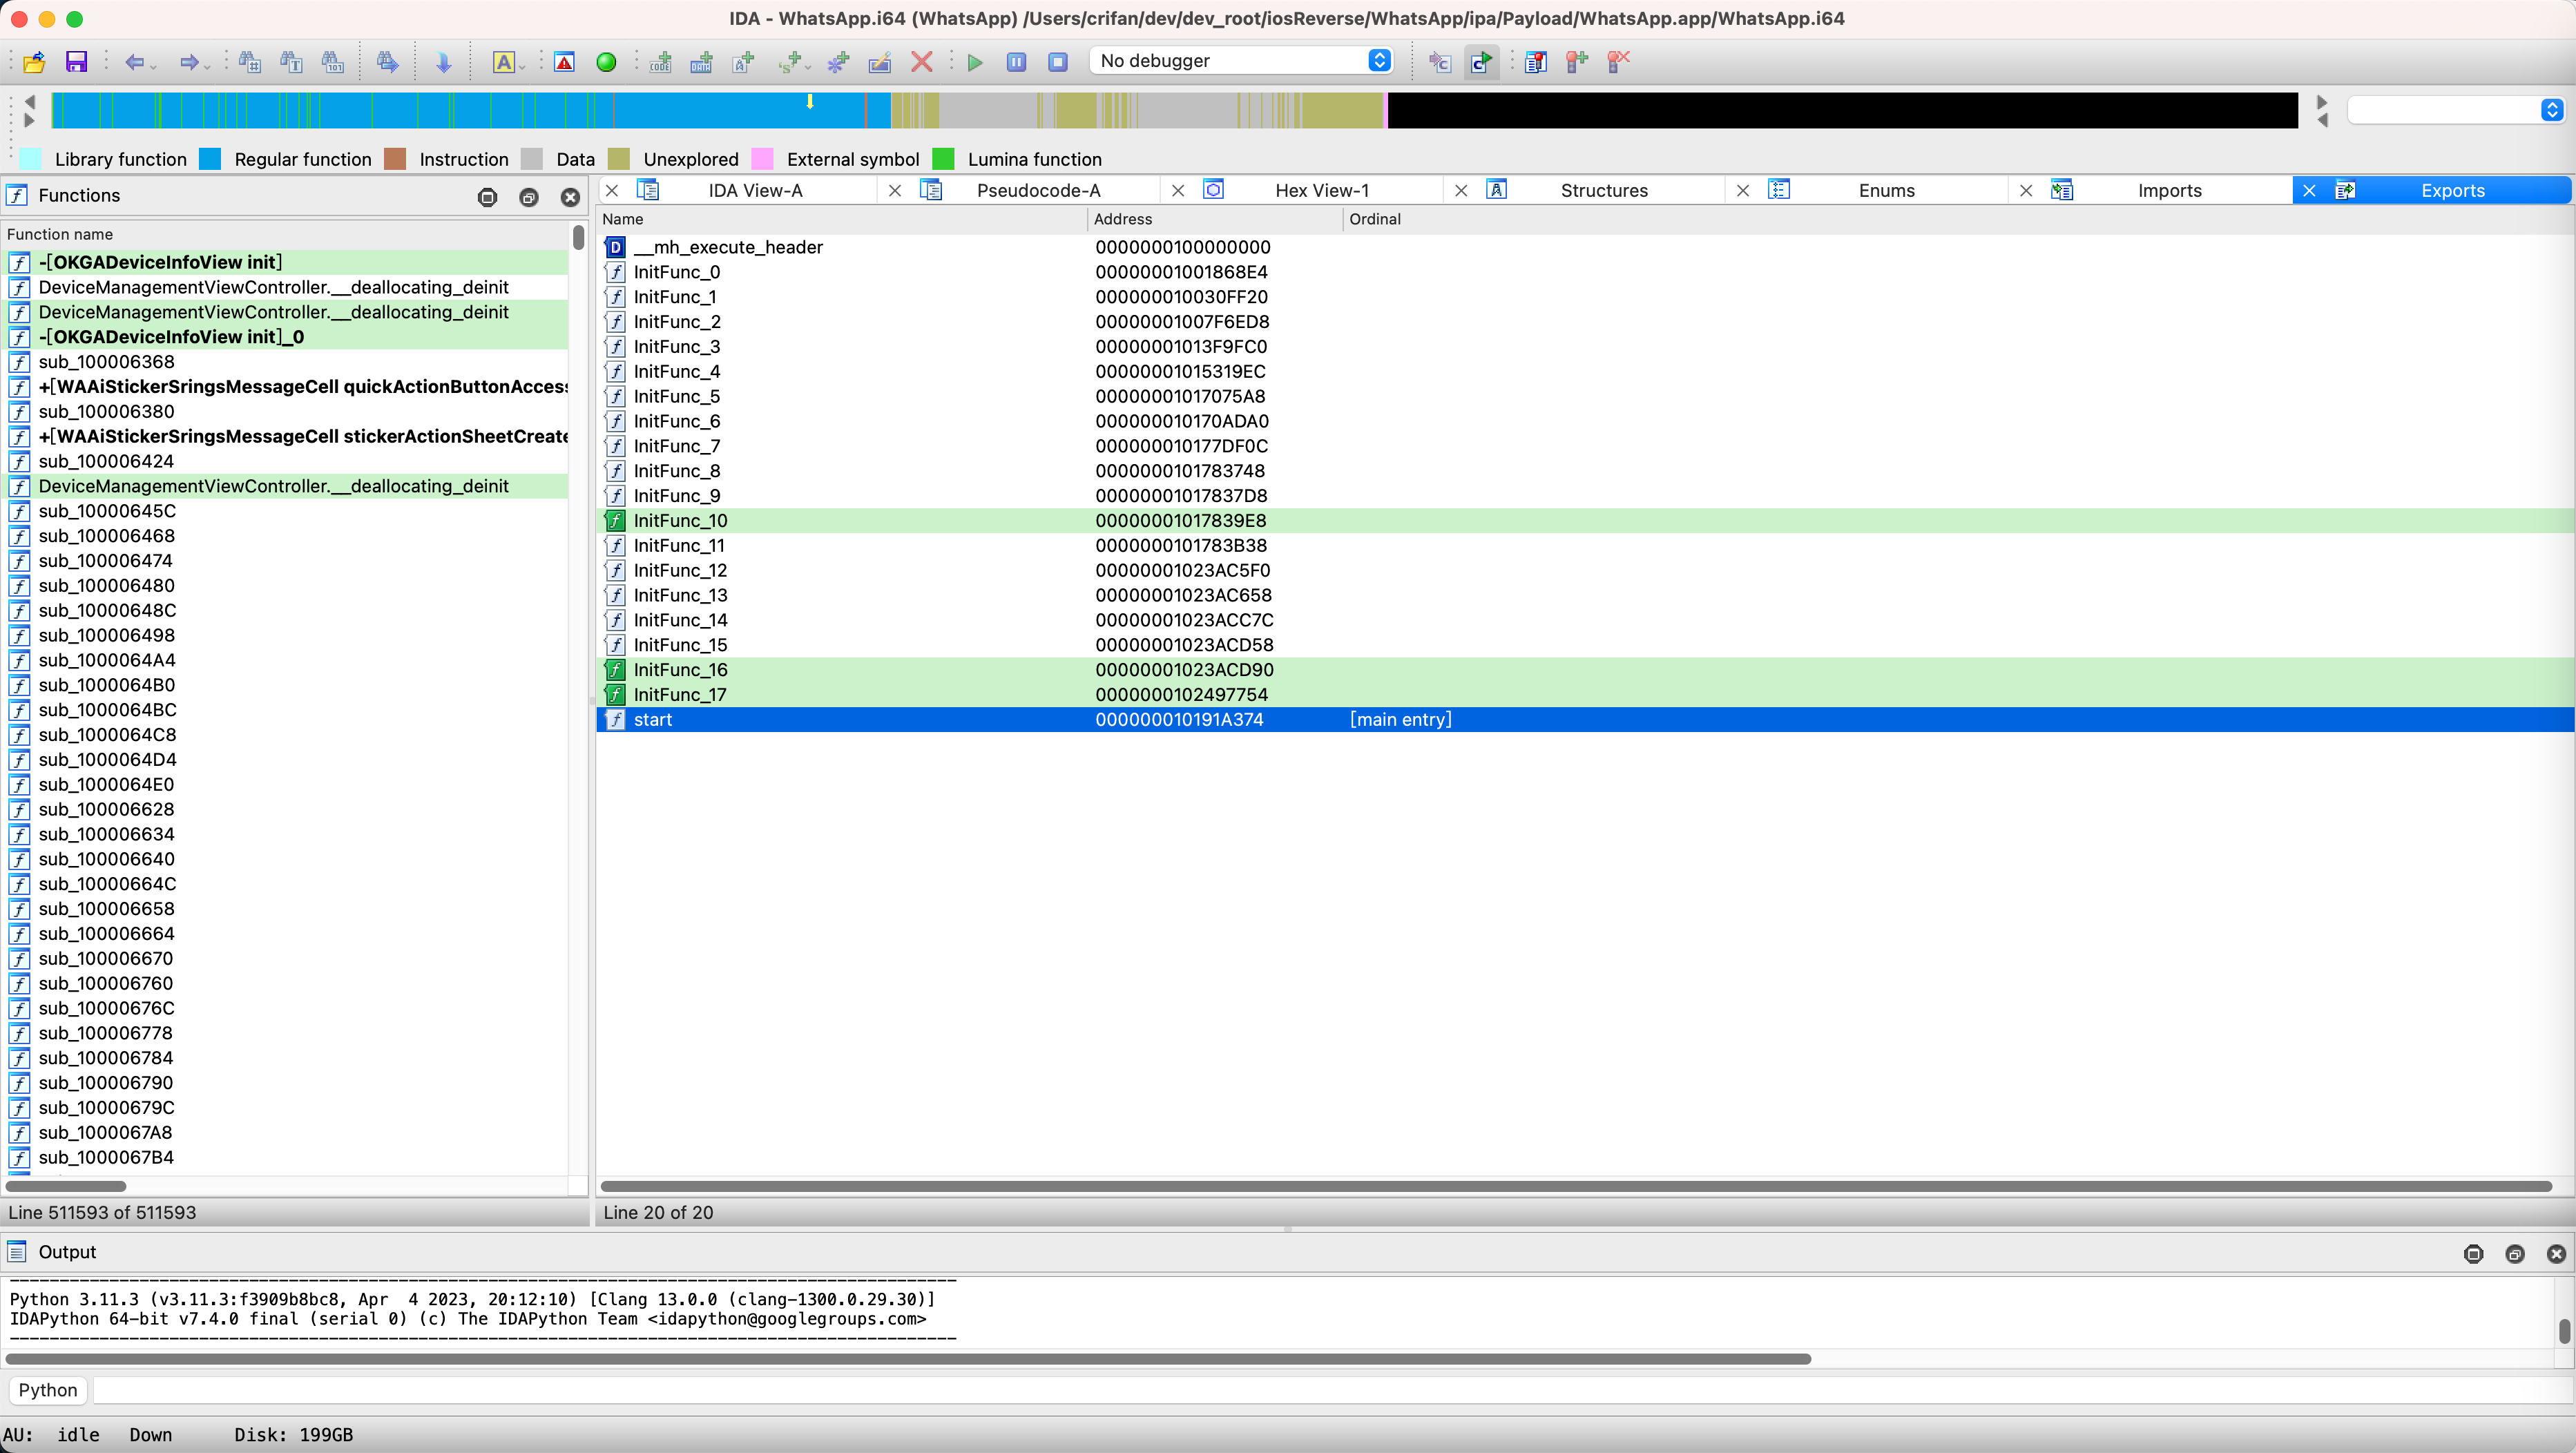 IDA - WhatsApp.i64 (WhatsApp) /Users/crifan/dev/dev_root/iosReverse/WhatsApp/ipa/Payload/WhatsApp.app/WhatsApp.i64
No debugger
Library function Regular function Instruction Data Unexplored External symbol Lumina function
Functions
IDA View-A Pseudocode-A Hex View-1 Structures Enums Imports Exports
Function name
-[OKGADeviceInfoView init]
DeviceManagementViewController.__deallocating_deinit
DeviceManagementViewController.__deallocating_deinit
-[OKGADeviceInfoView init]_0
sub_100006368
+[WAAiStickerSringsMessageCell quickActionButtonAccess
sub_100006380
+[WAAiStickerSringsMessageCell stickerActionSheetCreate
sub_100006424
DeviceManagementViewController.__deallocating_deinit
sub_10000645C
sub_100006468
sub_100006474
sub_100006480
sub_10000648C
sub_100006498
sub_1000064A4
sub_1000064B0
sub_1000064BC
sub_1000064C8
sub_1000064D4
sub_1000064E0
sub_100006628
sub_100006634
sub_100006640
sub_10000664C
sub_100006658
sub_100006664
sub_100006670
sub_100006760
sub_10000676C
sub_100006778
sub_100006784
sub_100006790
sub_10000679C
sub_1000067A8
sub_1000067B4
Line 511593 of 511593
Name Address Ordinal
__mh_execute_header 0000000100000000
InitFunc_0 00000001001868E4
InitFunc_1 000000010030FF20
InitFunc_2 00000001007F6ED8
InitFunc_3 00000001013F9FC0
InitFunc_4 00000001015319EC
InitFunc_5 00000001017075A8
InitFunc_6 000000010170ADA0
InitFunc_7 000000010177DF0C
InitFunc_8 0000000101783748
InitFunc_9 00000001017837D8
InitFunc_10 00000001017839E8
InitFunc_11 0000000101783B38
InitFunc_12 00000001023AC5F0
InitFunc_13 00000001023AC658
InitFunc_14 00000001023ACC7C
InitFunc_15 00000001023ACD58
InitFunc_16 00000001023ACD90
InitFunc_17 0000000102497754
start 000000010191A374 [main entry]
Line 20 of 20
Output
Python 3.11.3 (v3.11.3:f3909b8bc8, Apr  4 2023, 20:12:10) [Clang 13.0.0 (clang-1300.0.29.30)]
IDAPython 64-bit v7.4.0 final (serial 0) (c) The IDAPython Team <idapython@googlegroups.com>
Python
AU: idle Down Disk: 199GB